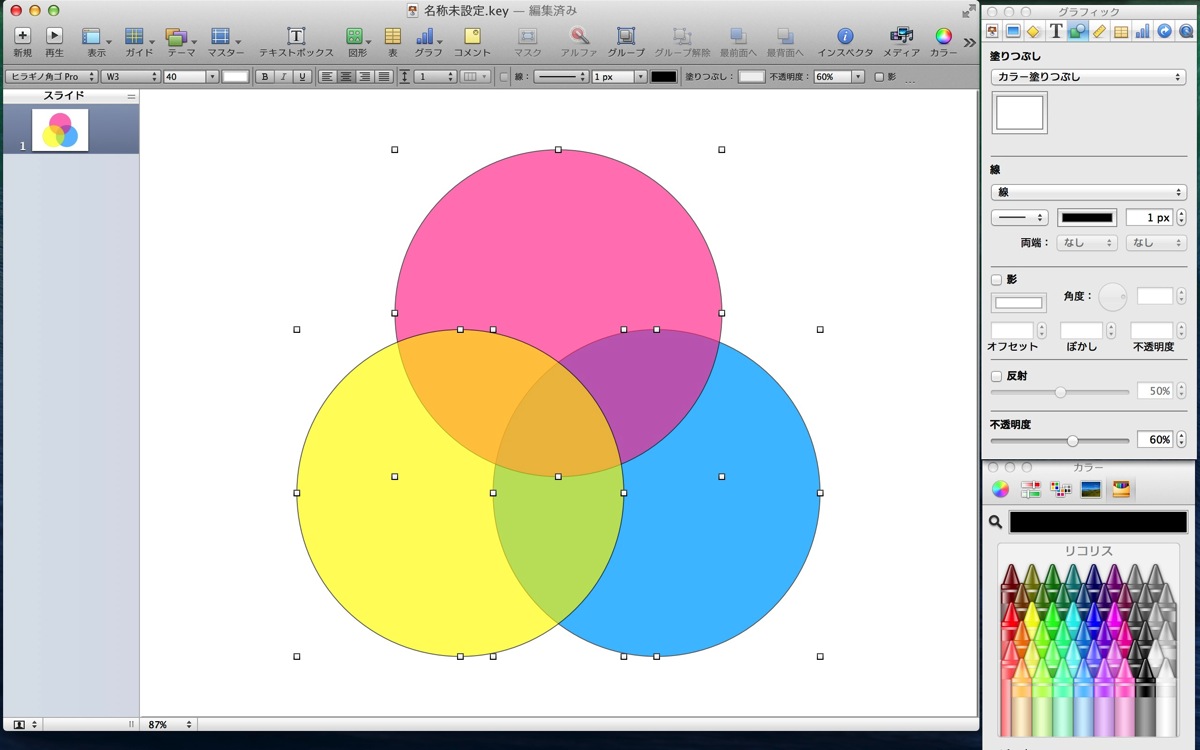 名称未設定.key — 編集済み
新規
再生
表示
ガイド
テーマ
マスター
テキストボックス
図形
表
グラフ
コメント
マスク
アルファ
グループ
グループ解除
最前面へ
最背面へ
インスペクタ
メディア
カラー
ヒラギノ角ゴ Pro
W3
40
B
I
U
1
線：
1 px
塗りつぶし：
不透明度：
60%
影
スライド
1
87%
グラフィック
T
塗りつぶし
カラー塗りつぶし
線
線
1 px
両端：
なし
なし
影
角度：
オフセット
ぼかし
不透明度
反射
50%
不透明度
60%
カラー
リコリス